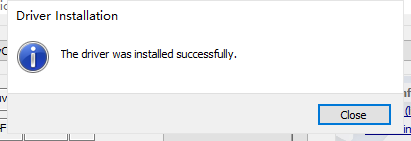 Driver Installation
The driver was installed successfully.
Close